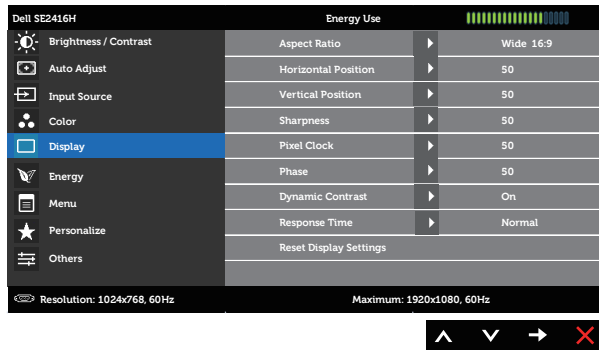 Dell SE2416H Energy Use
Brightness / Contrast
Auto Adjust
Input Source
Color
Display
Energy
Menu
Personalize
Others
Aspect Ratio Wide 16:9
Horizontal Position 50
Vertical Position 50
Sharpness 50
Pixel Clock 50
Phase 50
Dynamic Contrast On
Response Time Normal
Reset Display Settings
Resolution: 1024x768, 60Hz Maximum: 1920x1080, 60Hz